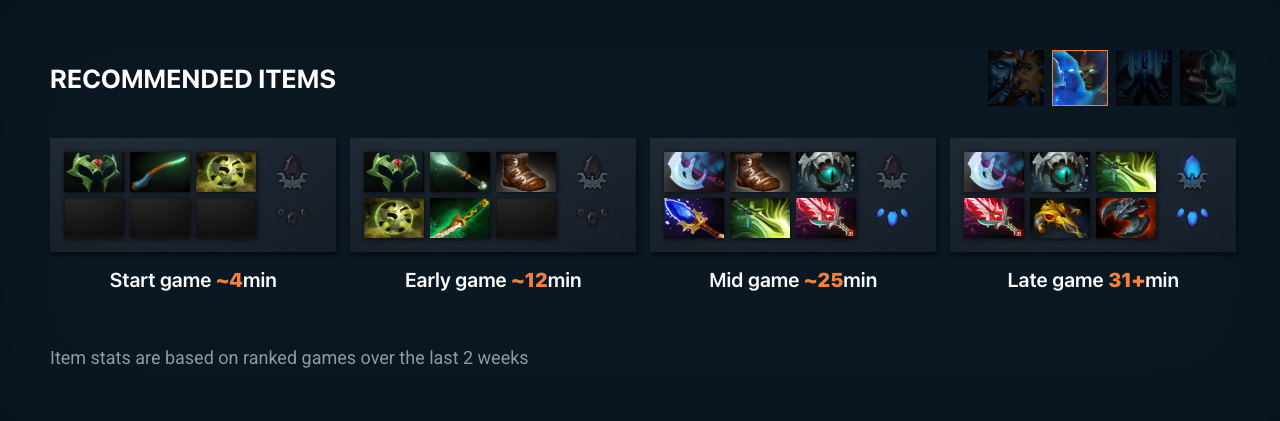 RECOMMENDED ITEMS
Start game ~4min
Early game ~12min
Mid game ~25min
Late game 31+min
Item stats are based on ranked games over the last 2 weeks